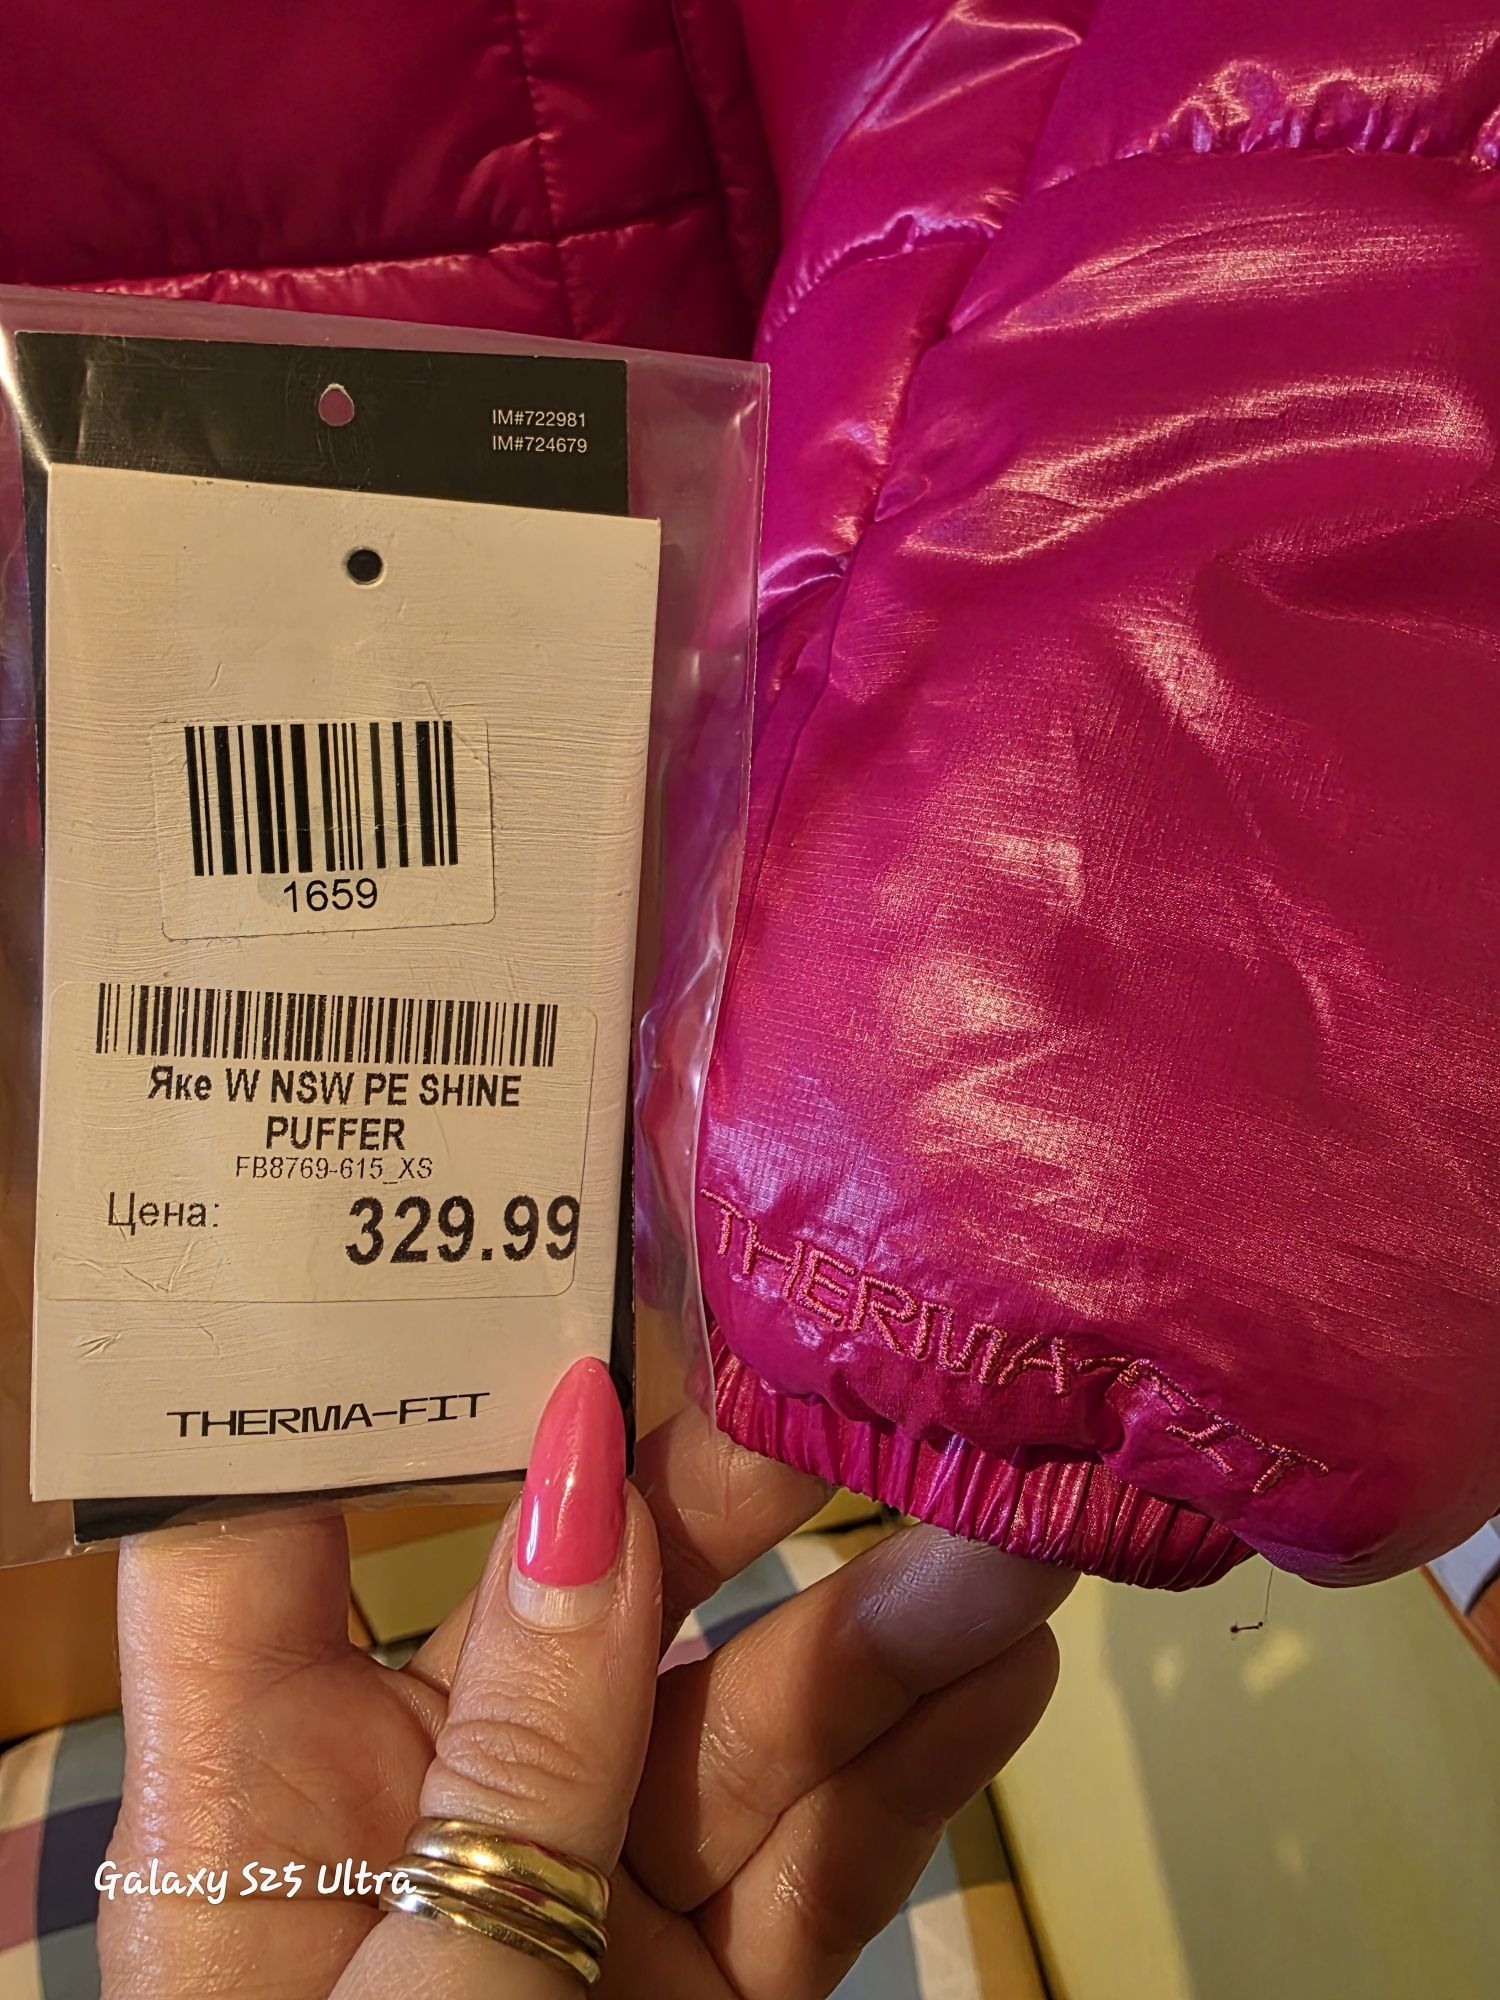 IM#722981
IM#724679
1659
Яке W NSW PE SHINE
PUFFER
FB8769-615_XS
Цена: 329.99
THERMA-FIT
THERMA-FIT
Galaxy S25 Ultra